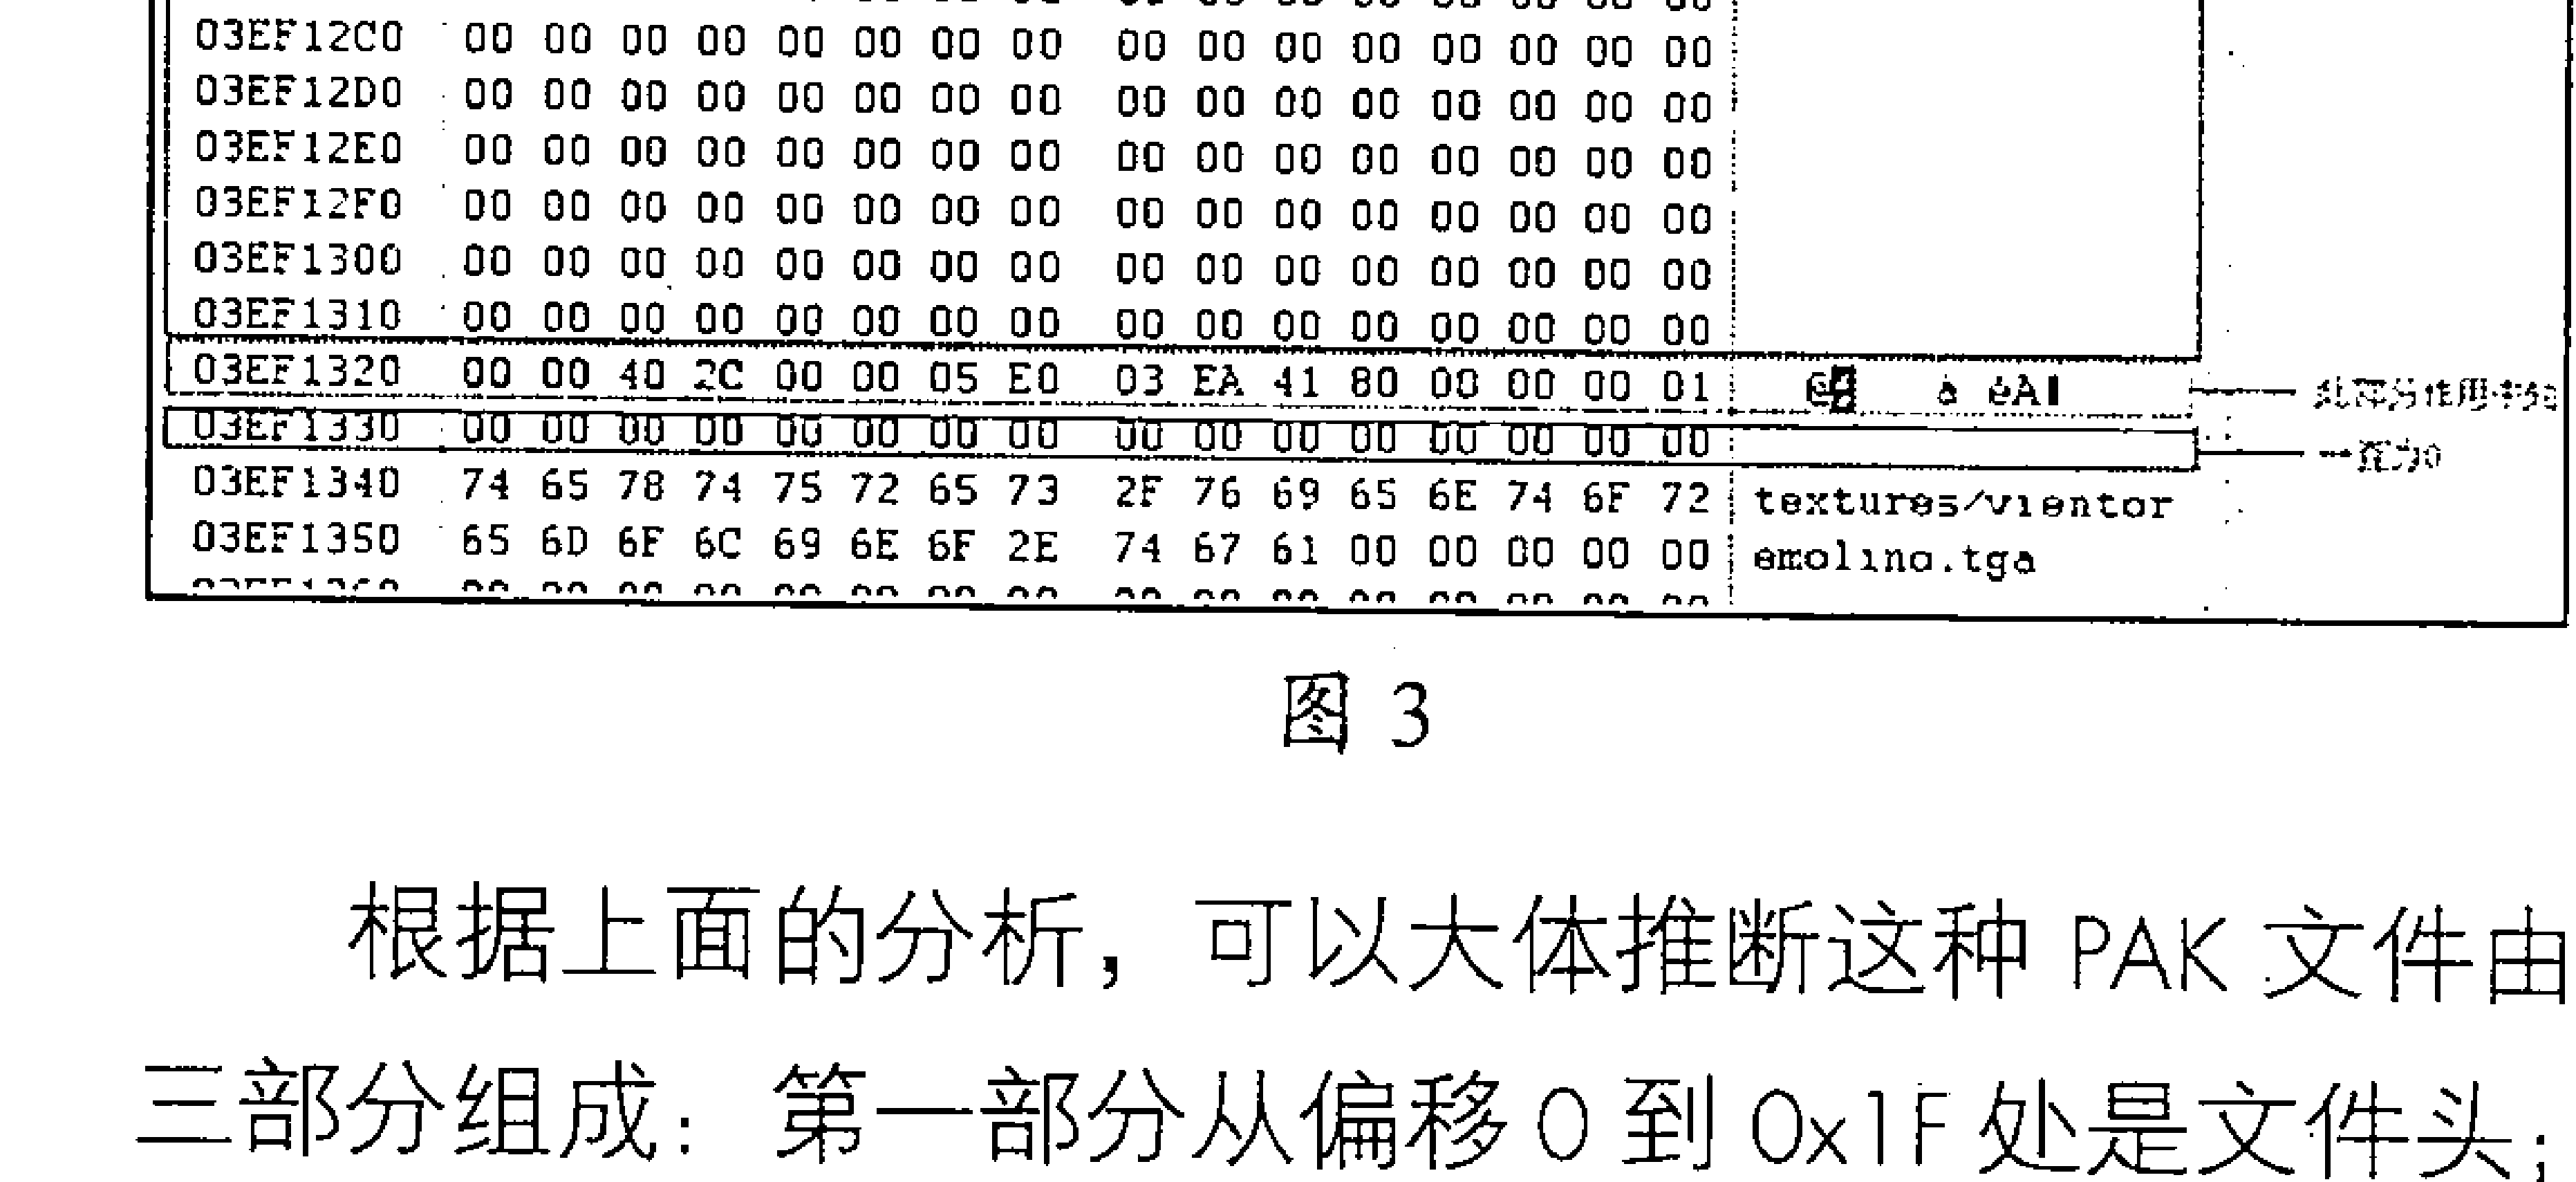 03EF12C0 00 00 00 00 00 00 00 00 00 00 00 00 00 00 00 00
03EF12D0 00 00 00 00 00 00 00 00 00 00 00 00 00 00 00 00
03EF12E0 00 00 00 00 00 00 00 00 00 00 00 00 00 00 00 00
03EF12F0 00 00 00 00 00 00 00 00 00 00 00 00 00 00 00 00
03EF1300 00 00 00 00 00 00 00 00 00 00 00 00 00 00 00 00
03EF1310 00 00 00 00 00 00 00 00 00 00 00 00 00 00 00 00
03EF1320 00 00 40 2C 00 00 05 E0 03 EA 41 80 00 00 00 01
03EF1330 00 00 00 00 00 00 00 00 00 00 00 00 00 00 00 00
03EF1340 74 65 78 74 75 72 65 73 2F 76 69 65 6E 74 6F 72 textures/vientor
03EF1350 65 6D 6F 6C 69 6E 6F 2E 74 67 61 00 00 00 00 00 emolino.tga
图 3
根据上面的分析，可以大体推断这种 PAK 文件由
三部分组成：第一部分从偏移 0 到 0x1F 处是文件头；